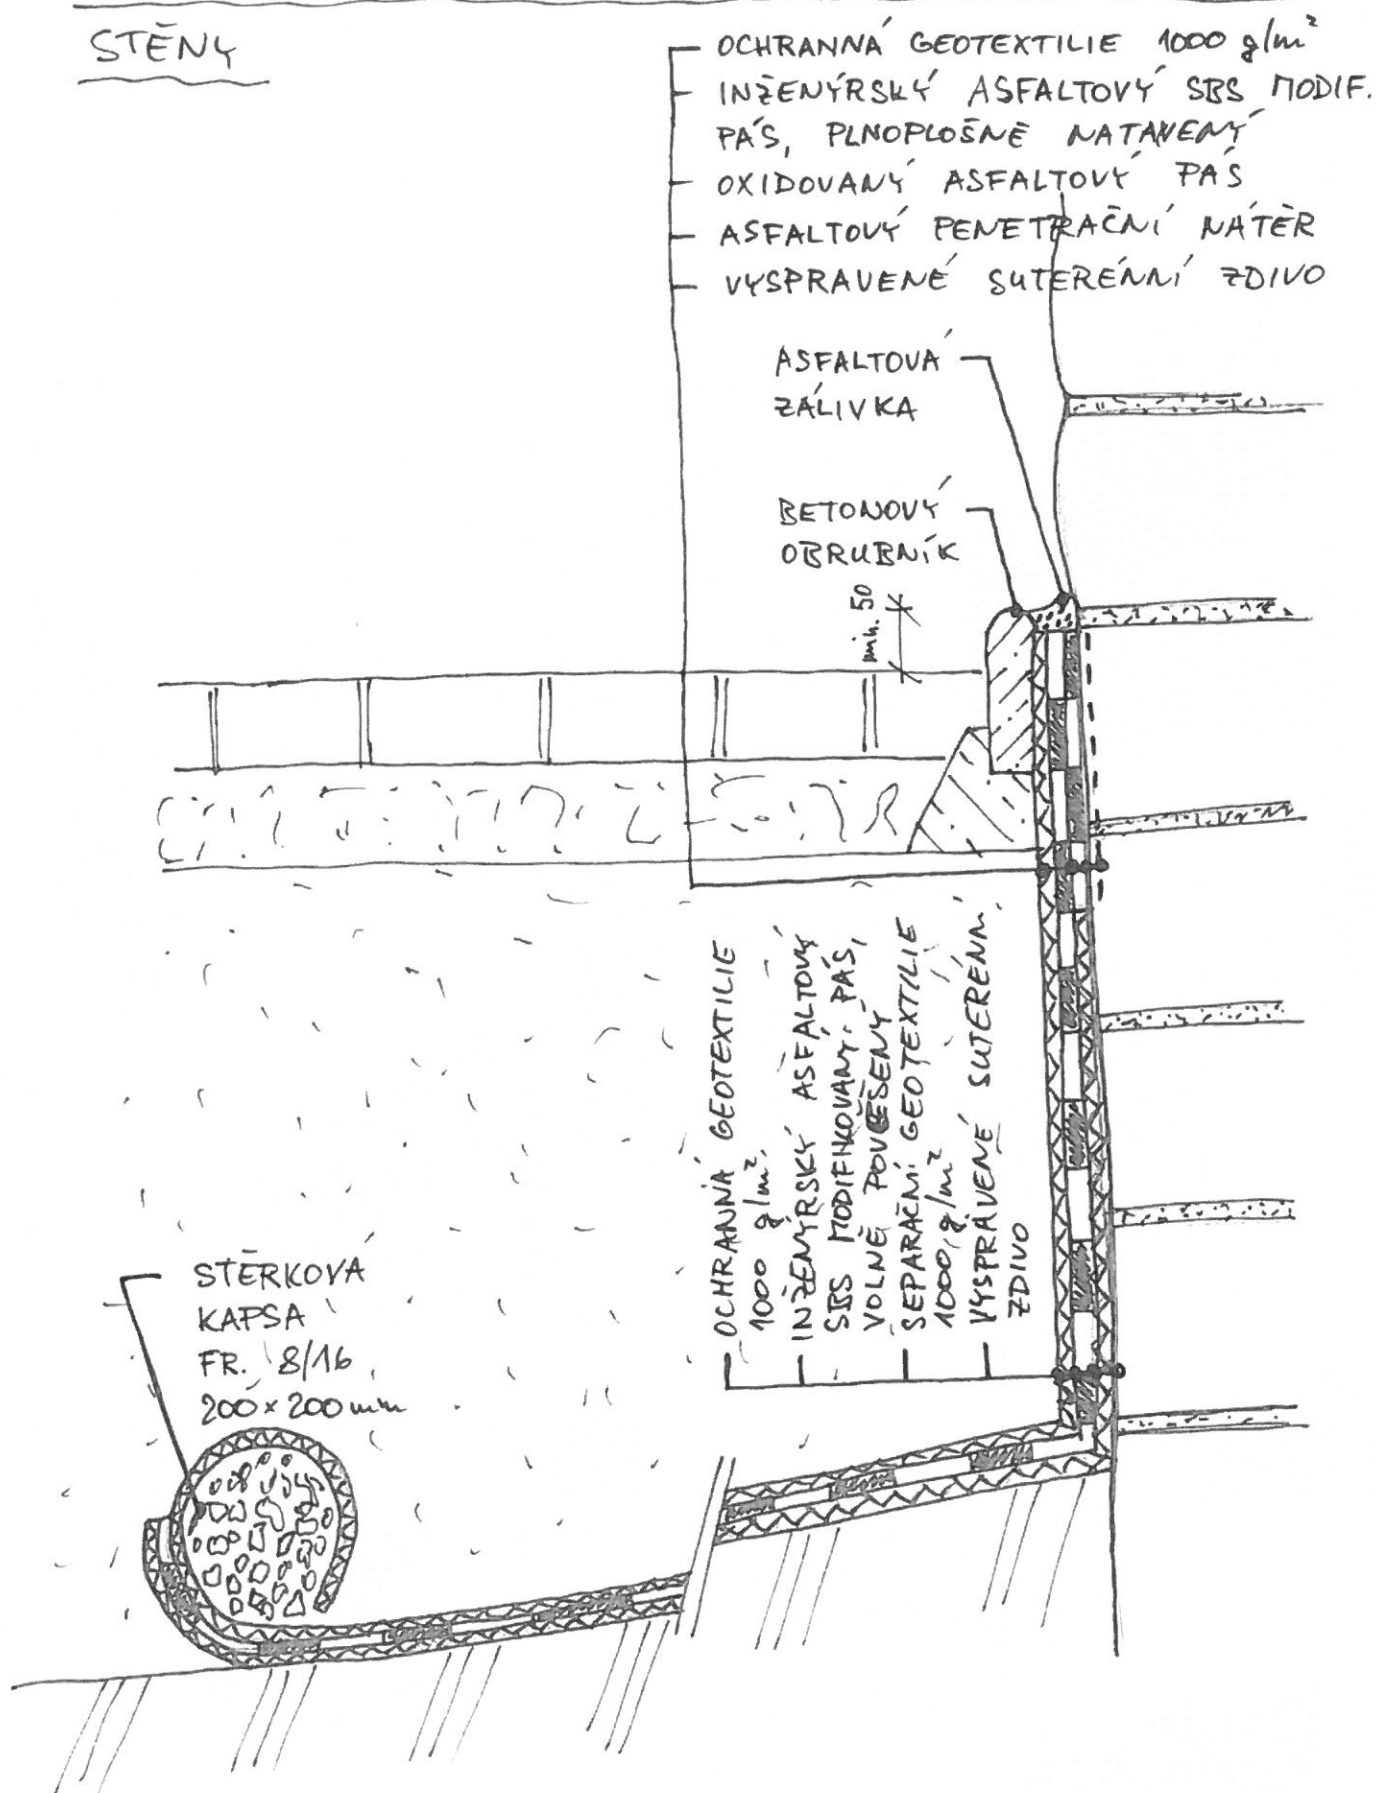 STĚNY
OCHRANNÁ GEOTEXTILIE 1000 g/m²
INŽENÝRSKÝ ASFALTOVÝ SBS MODIF.
PÁS, PLNOPLOŠNĚ NATAVENÝ
OXIDOVANÝ ASFALTOVÝ PÁS
ASFALTOVÝ PENETRAČNÍ NÁTĚR
VYSPRAVENÉ SUTERÉNNÍ ZDIVO
ASFALTOVÁ
ZÁLIVKA
BETONOVÝ
OBRUBNÍK
min. 50
OCHRANNÁ GEOTEXTILIE
1000 g/m²
INŽENÝRSKÝ ASFALTOVÝ
SBS MODIFIKOVANÝ PÁS,
VOLNĚ POVĚŠENÝ
SEPARAČNÍ GEOTEXTILIE
1000 g/m²
VYSPRAVENÉ SUTERÉNNÍ
ZDIVO
ŠTĚRKOVÁ
KAPSA
FR. 8/16
200 × 200 mm